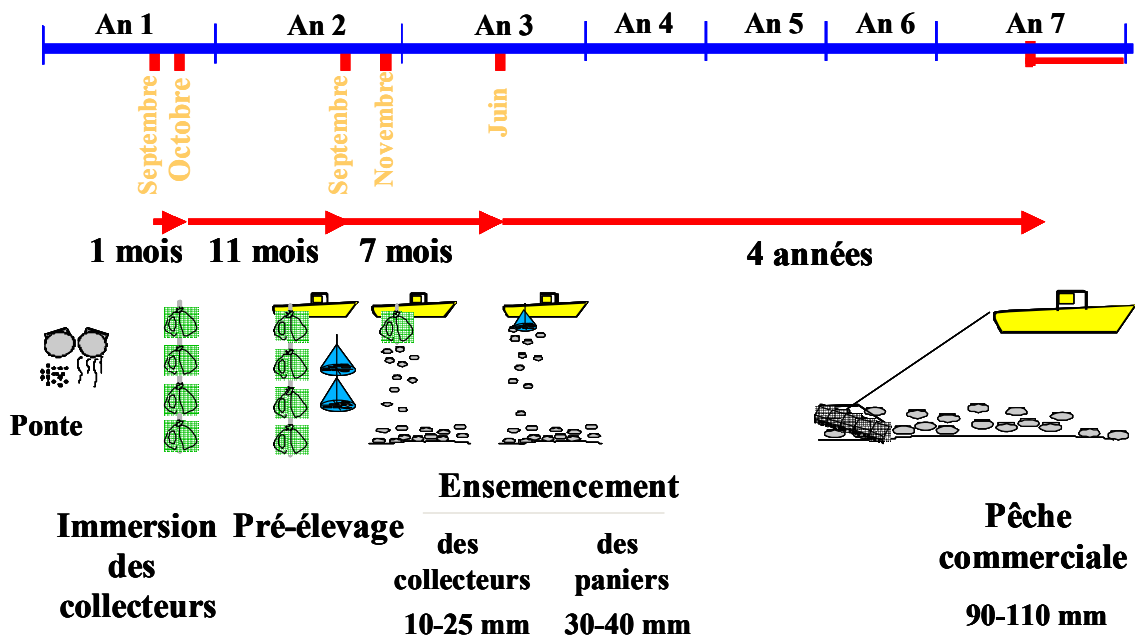 An 1 An 2 An 3 An 4 An 5 An 6 An 7
Septembre
Octobre
Septembre
Novembre
Juin
1 mois 11 mois 7 mois 4 années
Ponte
Immersion
des
collecteurs
Pré-élevage
Ensemencement
des
collecteurs
10-25 mm
des
paniers
30-40 mm
Pêche
commerciale
90-110 mm